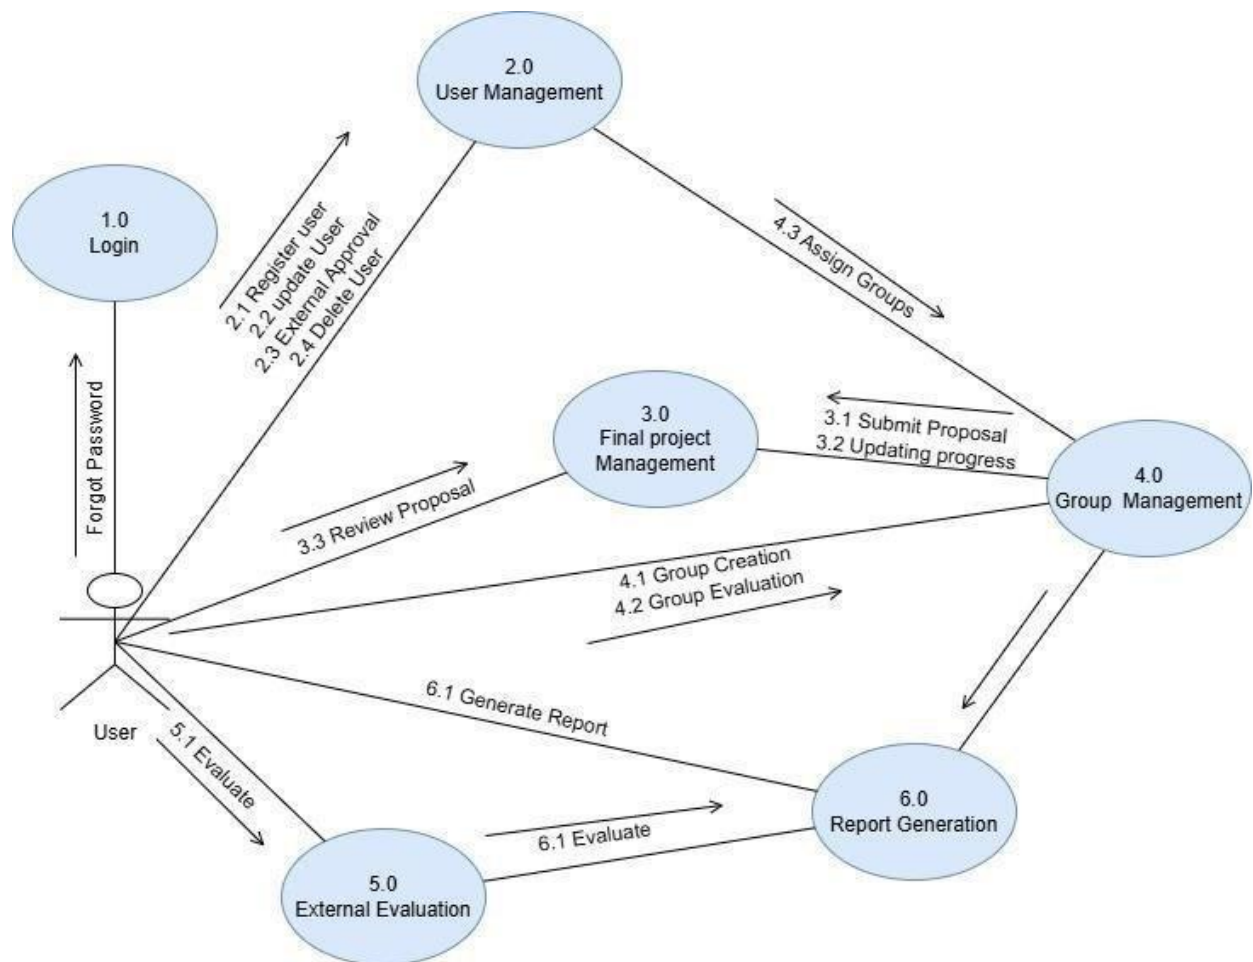 2.0
User Management
1.0
Login
2.1 Register user
2.2 update User
2.3 External Approval
2.4 Delete User
4.3 Assign Groups
Forgot Password
3.0
Final project
Management
3.1 Submit Proposal
3.2 Updating progress
4.0
Group Management
3.3 Review Proposal
4.1 Group Creation
4.2 Group Evaluation
User
6.1 Generate Report
5.1 Evaluate
6.0
Report Generation
6.1 Evaluate
5.0
External Evaluation